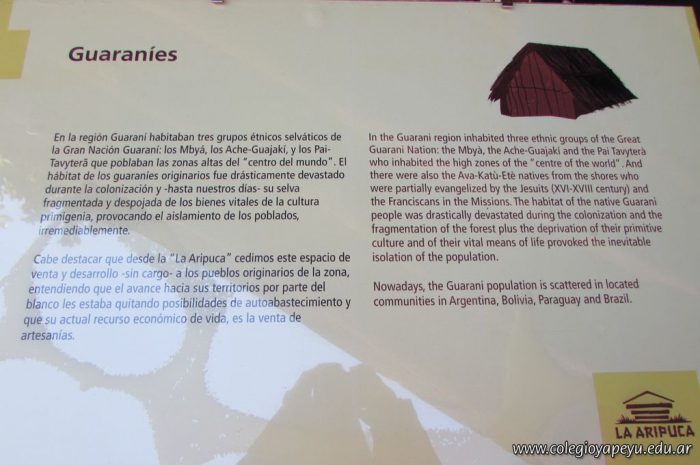 Guaraníes
En la región Guaraní habitaban tres grupos étnicos selváticos de
la Gran Nación Guaraní: los Mbyá, los Ache-Guajakí, y los Pai-
Tavyterã que poblaban las zonas altas del "centro del mundo". El
hábitat de los guaraníes originarios fue drásticamente devastado
durante la colonización y -hasta nuestros días- su selva
fragmentada y despojada de los bienes vitales de la cultura
primigenia, provocando el aislamiento de los poblados,
irremediablemente.
Cabe destacar que desde la "La Aripuca" cedimos este espacio de
venta y desarrollo -sin cargo- a los pueblos originarios de la zona,
entendiendo que el avance hacia sus territorios por parte del
blanco les estaba quitando posibilidades de autoabastecimiento y
que su actual recurso económico de vida, es la venta de
artesanías.
In the Guarani region inhabited three ethnic groups of the Great
Guarani Nation: the Mbyà, the Ache-Guajaki and the Pai Tavyterà
who inhabited the high zones of the "centre of the world". And
there were also the Ava-Katù-Etè natives from the shores who
were partially evangelized by the Jesuits (XVI-XVIII century) and
the Franciscans in the Missions. The habitat of the native Guarani
people was drastically devastated during the colonization and the
fragmentation of the forest plus the deprivation of their primitive
culture and of their vital means of life provoked the inevitable
isolation of the population.
Nowadays, the Guarani population is scattered in located
communities in Argentina, Bolivia, Paraguay and Brazil.
LA ARIPUCA
www.colegioyapeyu.edu.ar